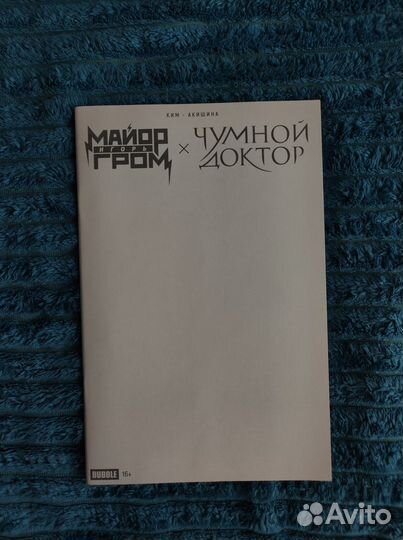 КИМ · АКИШИНА
МАЙОР
ИГОРЬ
ГРОМ
×
ЧУМНОЙ
ДОКТОР
BUBBLE 16+
Avito